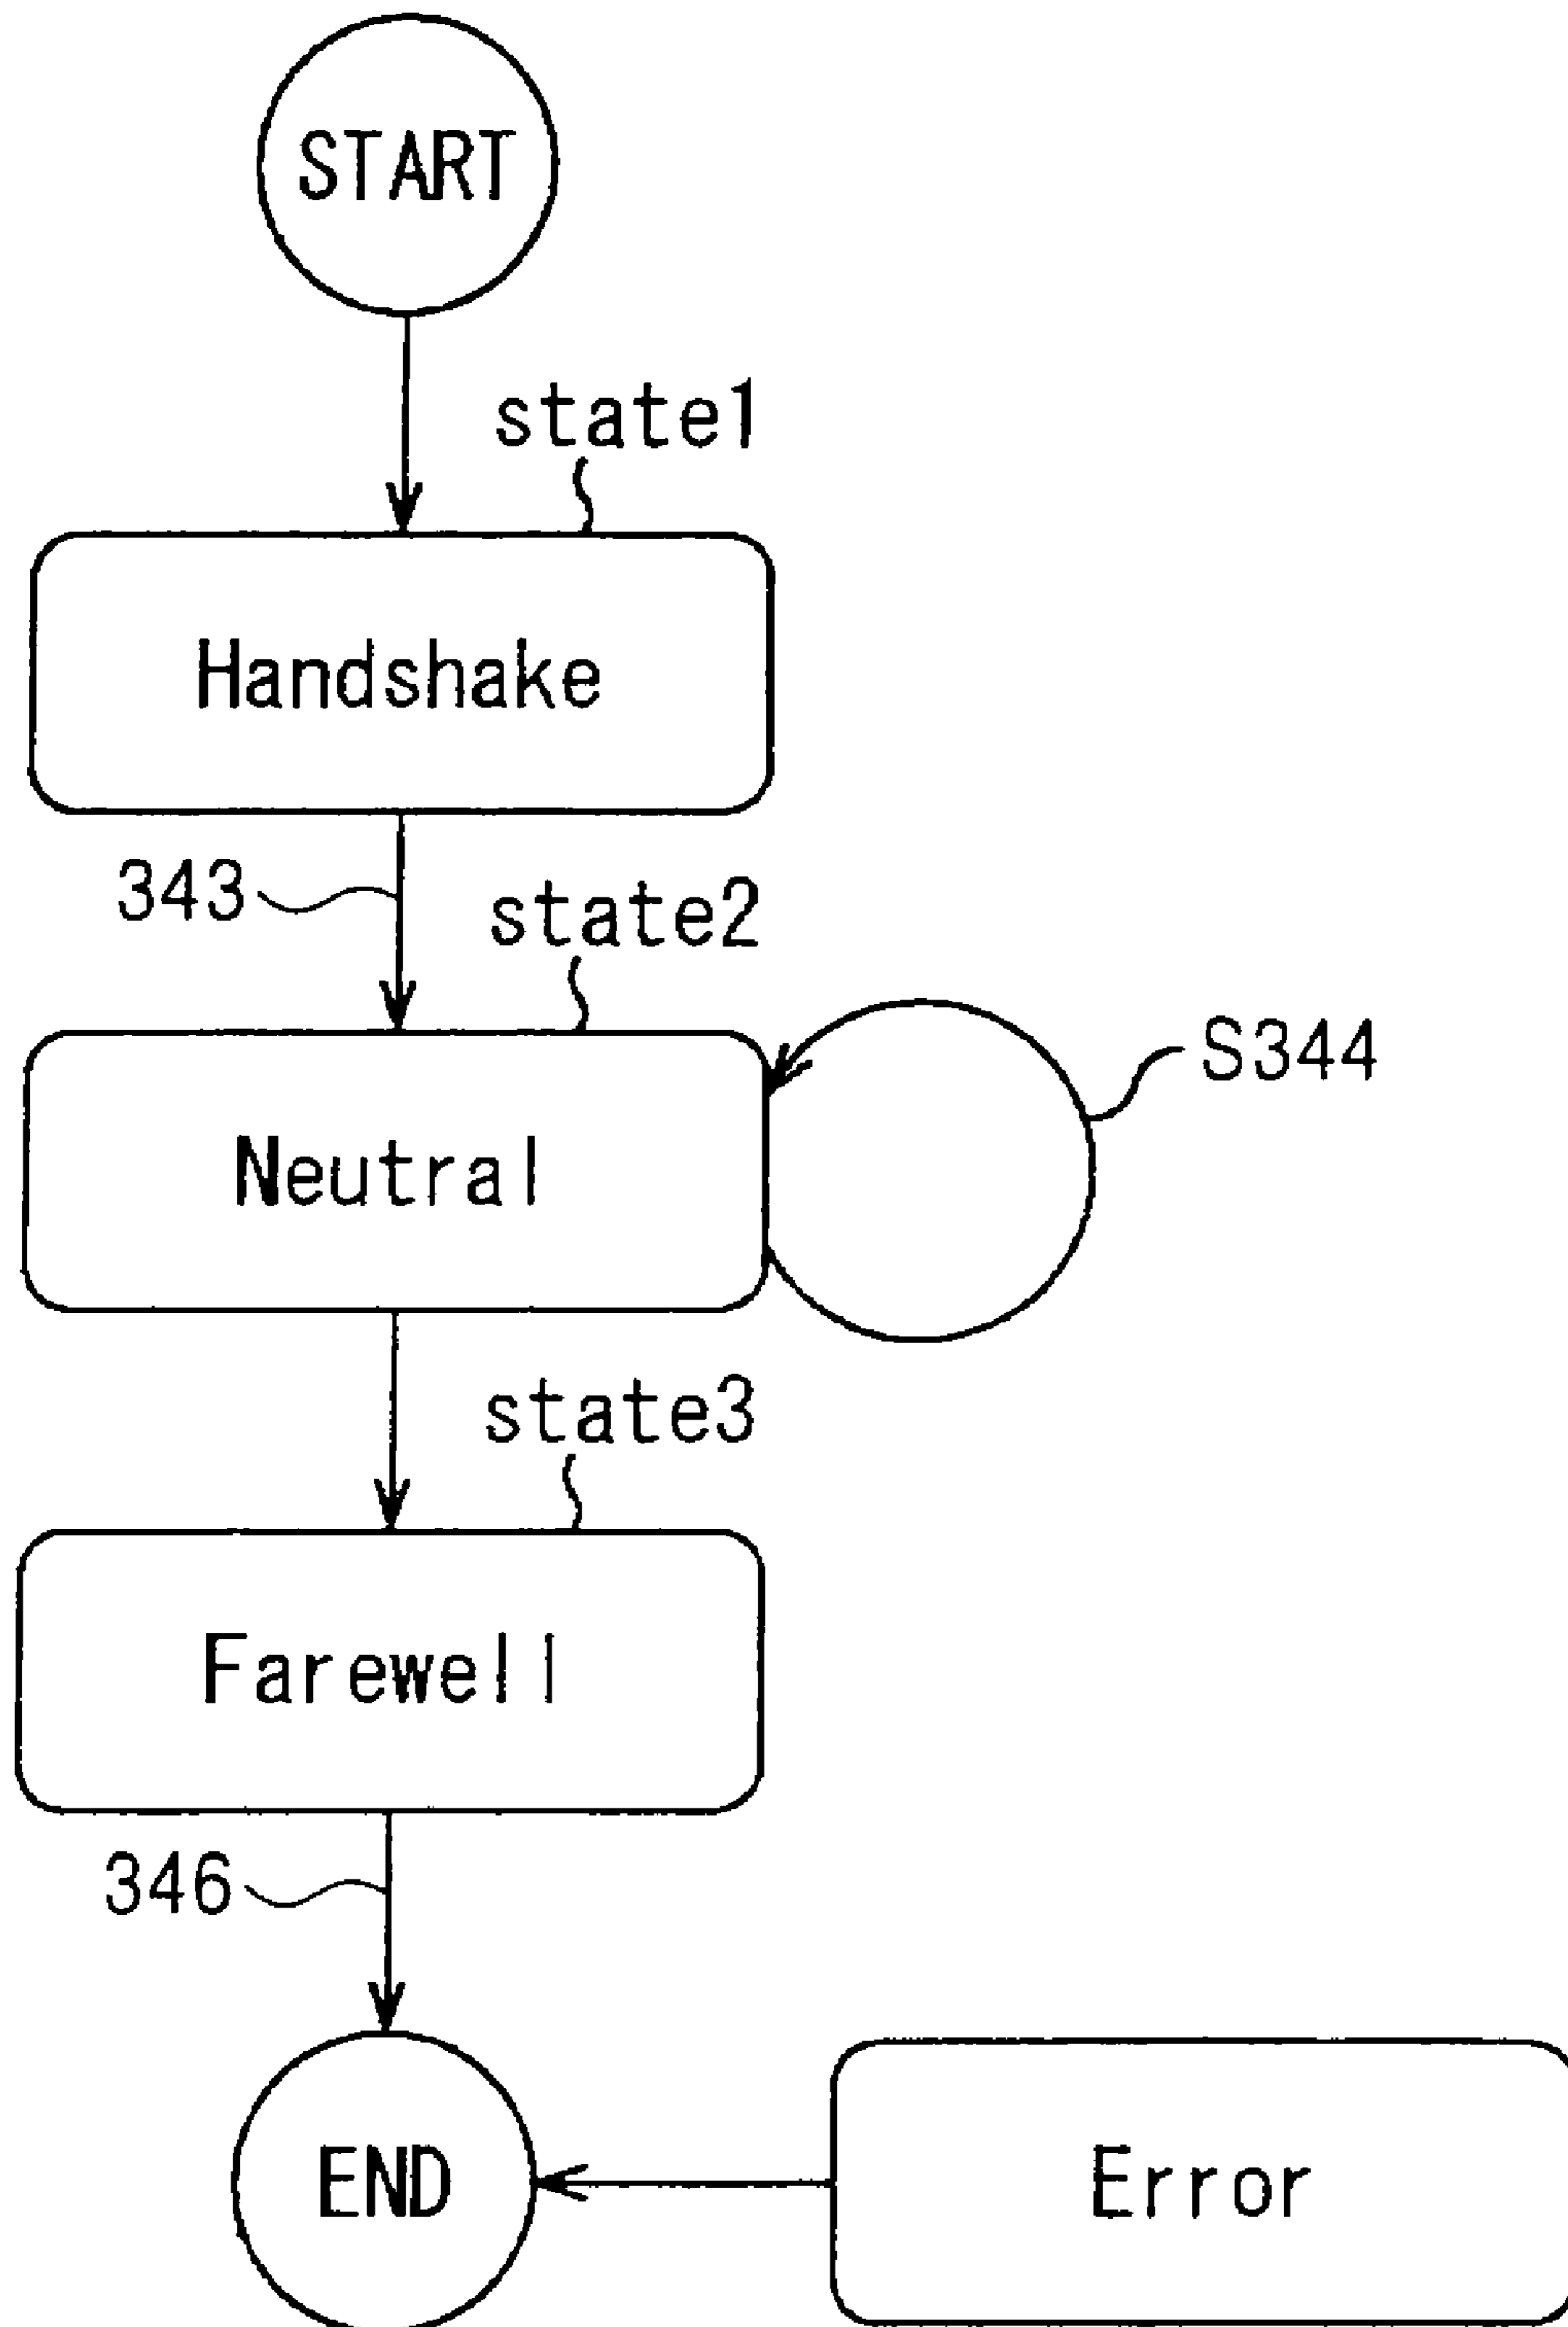 START
state1
Handshake
343
state2
S344
Neutral
state3
Farewell
346
END
Error